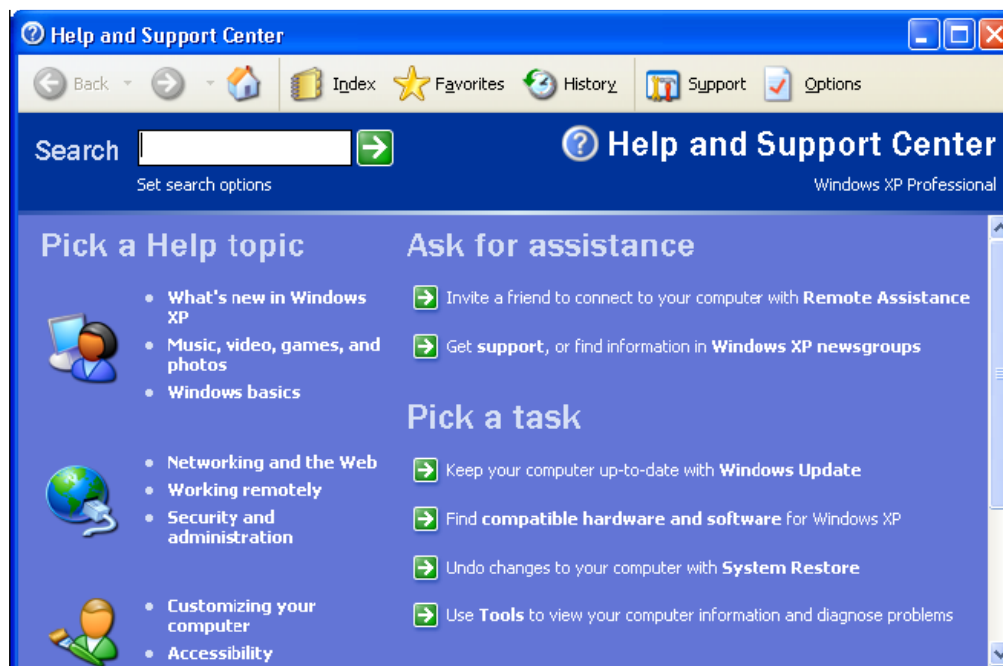 Help and Support Center
Back
Index
Favorites
History
Support
Options
Search
Set search options
Help and Support Center
Windows XP Professional
Pick a Help topic
What's new in Windows
XP
Music, video, games, and
photos
Windows basics
Networking and the Web
Working remotely
Security and
administration
Customizing your
computer
Accessibility
Ask for assistance
Invite a friend to connect to your computer with Remote Assistance
Get support, or find information in Windows XP newsgroups
Pick a task
Keep your computer up-to-date with Windows Update
Find compatible hardware and software for Windows XP
Undo changes to your computer with System Restore
Use Tools to view your computer information and diagnose problems